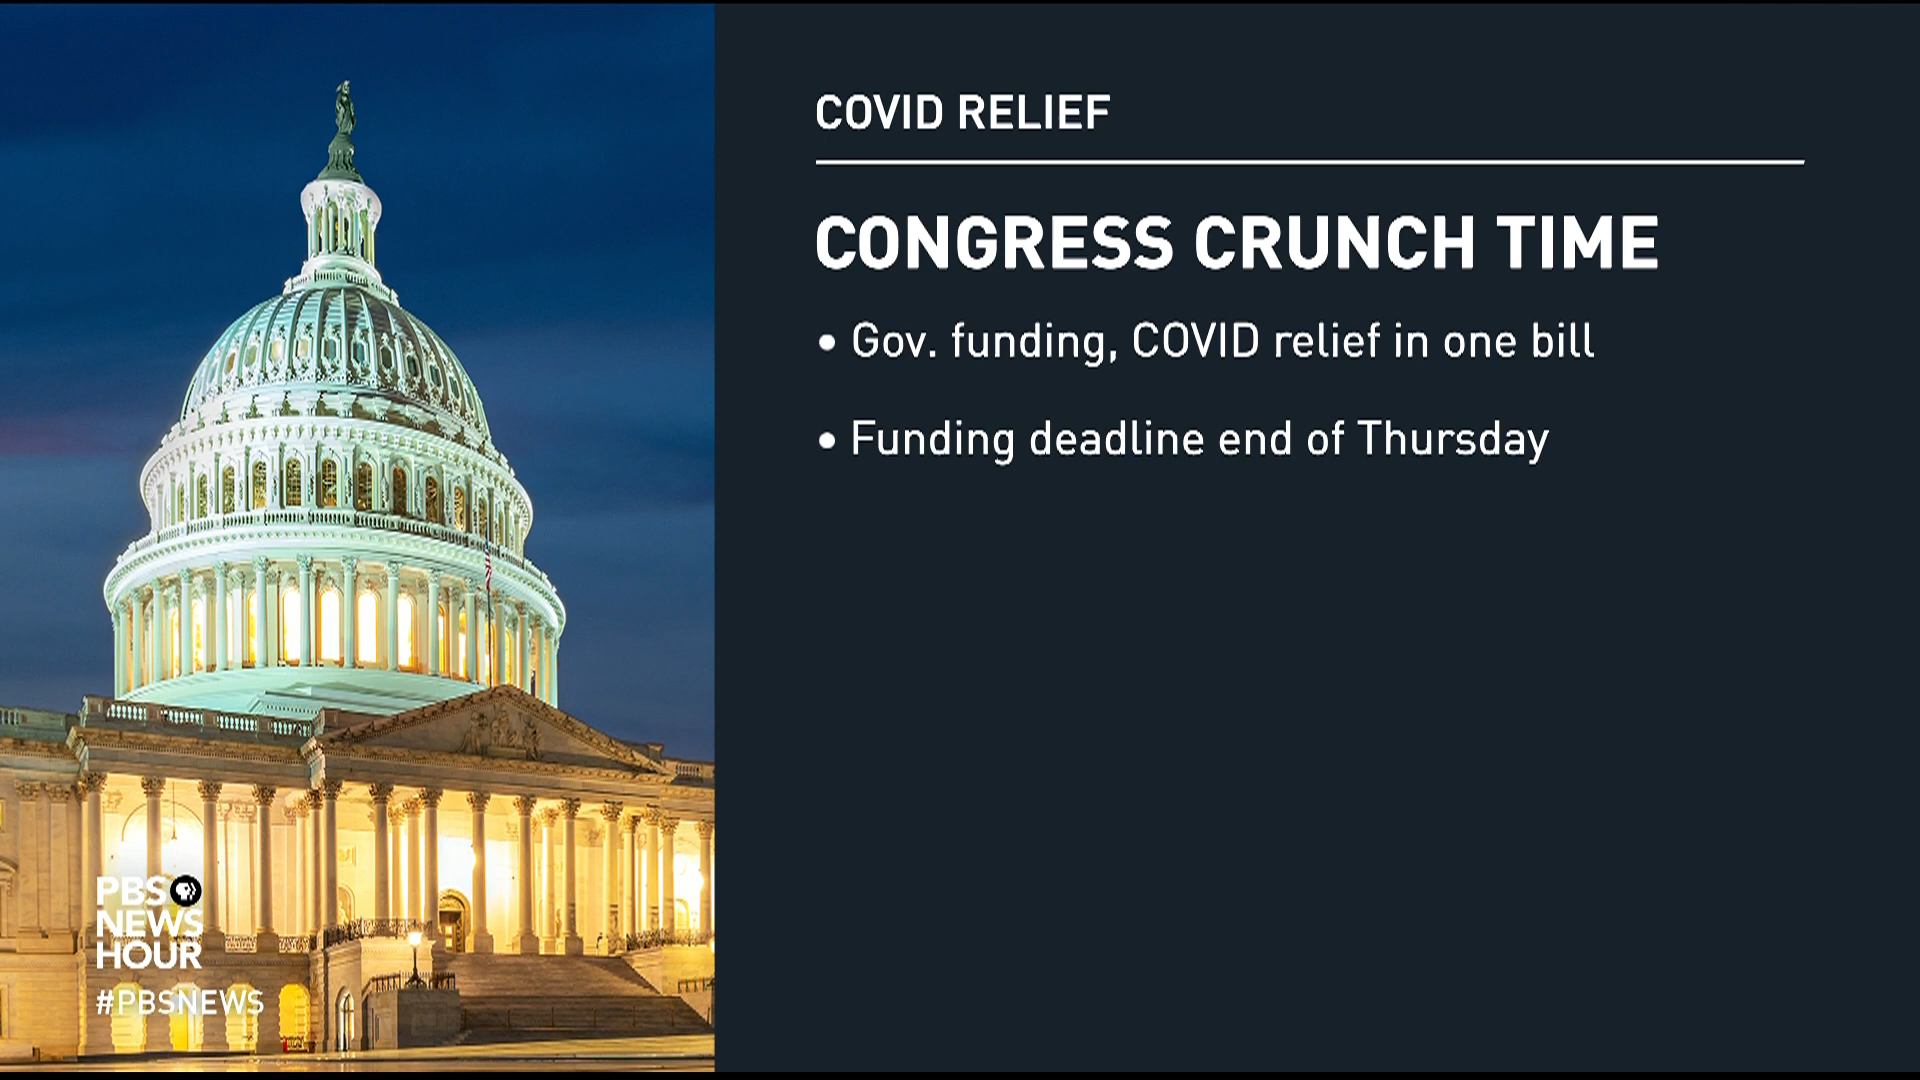 COVID RELIEF
CONGRESS CRUNCH TIME
• Gov. funding, COVID relief in one bill
• Funding deadline end of Thursday
PBS
NEWS
HOUR
#PBSNEWS